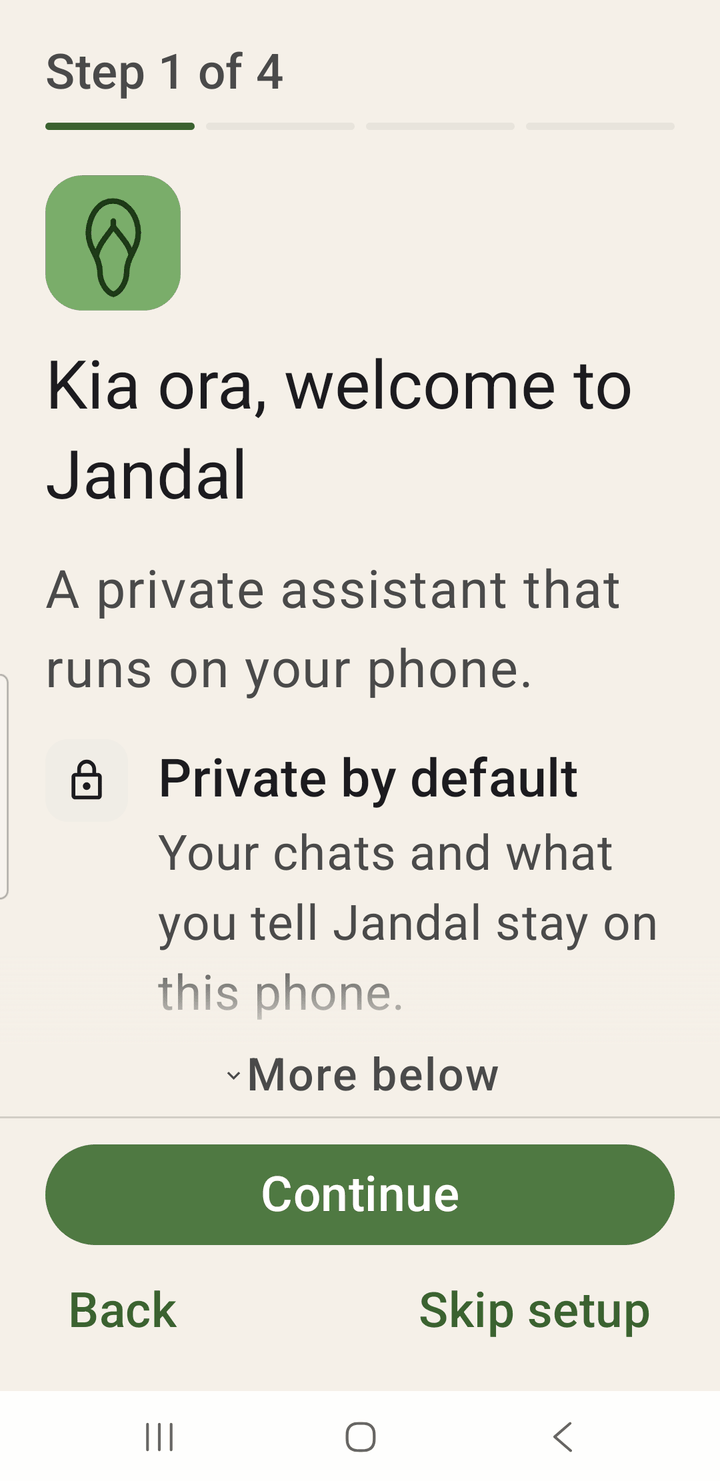 Step 1 of 4
Kia ora, welcome to
Jandal
A private assistant that
runs on your phone.
Private by default
Your chats and what
you tell Jandal stay on
this phone.
More below
Continue
Back
Skip setup